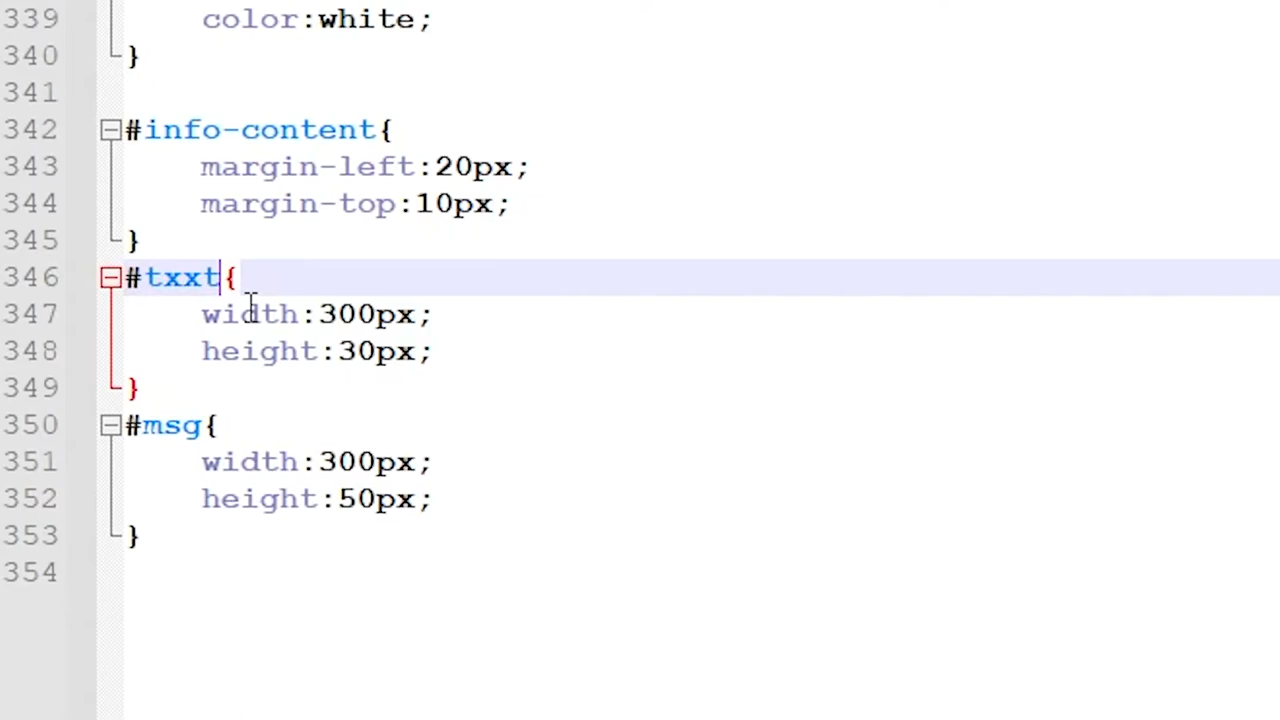 339 color:white;
340 }
341
342 #info-content{
343 margin-left:20px;
344 margin-top:10px;
345 }
346 #txxt{
347 width:300px;
348 height:30px;
349 }
350 #msg{
351 width:300px;
352 height:50px;
353 }
354